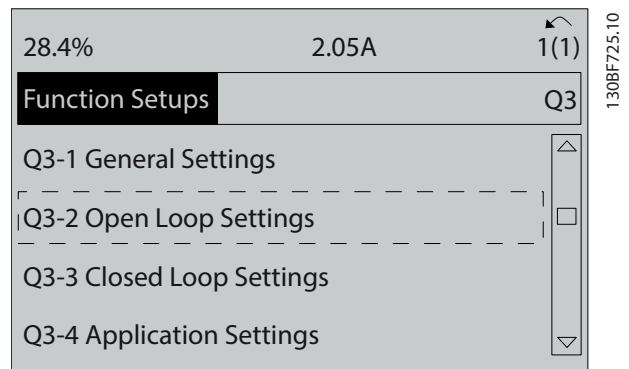 28.4% 2.05A 1(1)
Function Setups Q3
Q3-1 General Settings
Q3-2 Open Loop Settings
Q3-3 Closed Loop Settings
Q3-4 Application Settings
130BF725.10